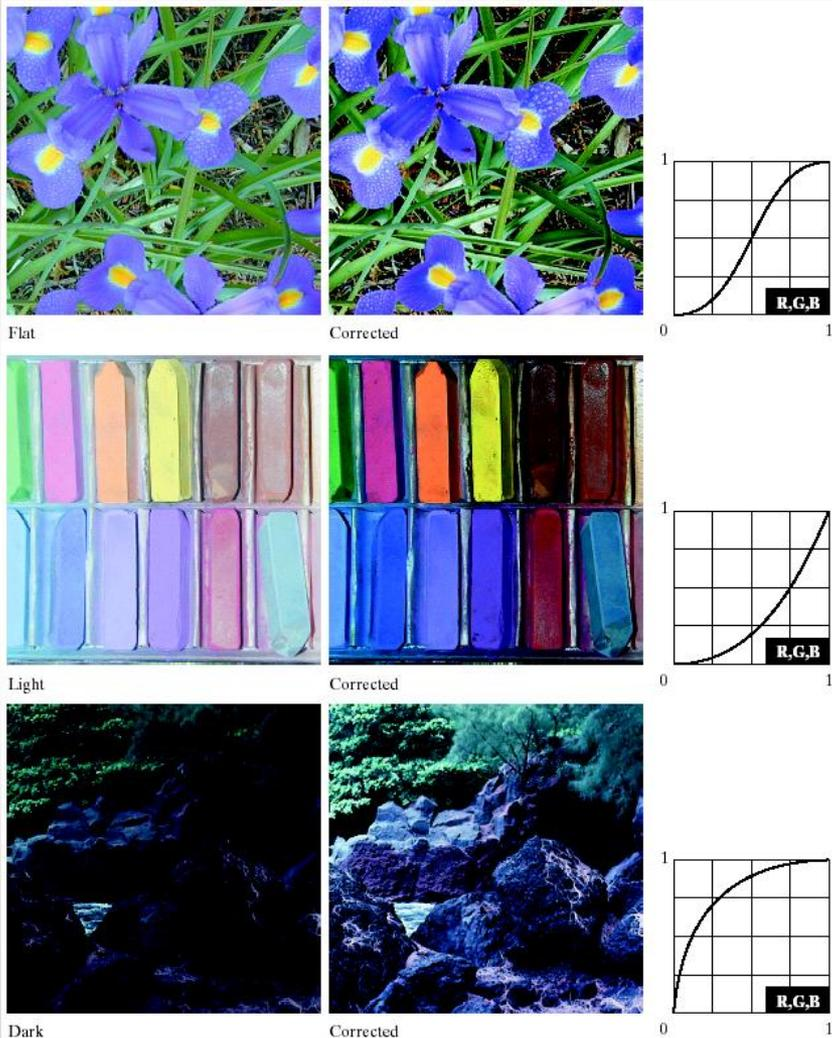 1
R,G,B
0 1
Flat Corrected
1
R,G,B
0 1
Light Corrected
1
R,G,B
0 1
Dark Corrected